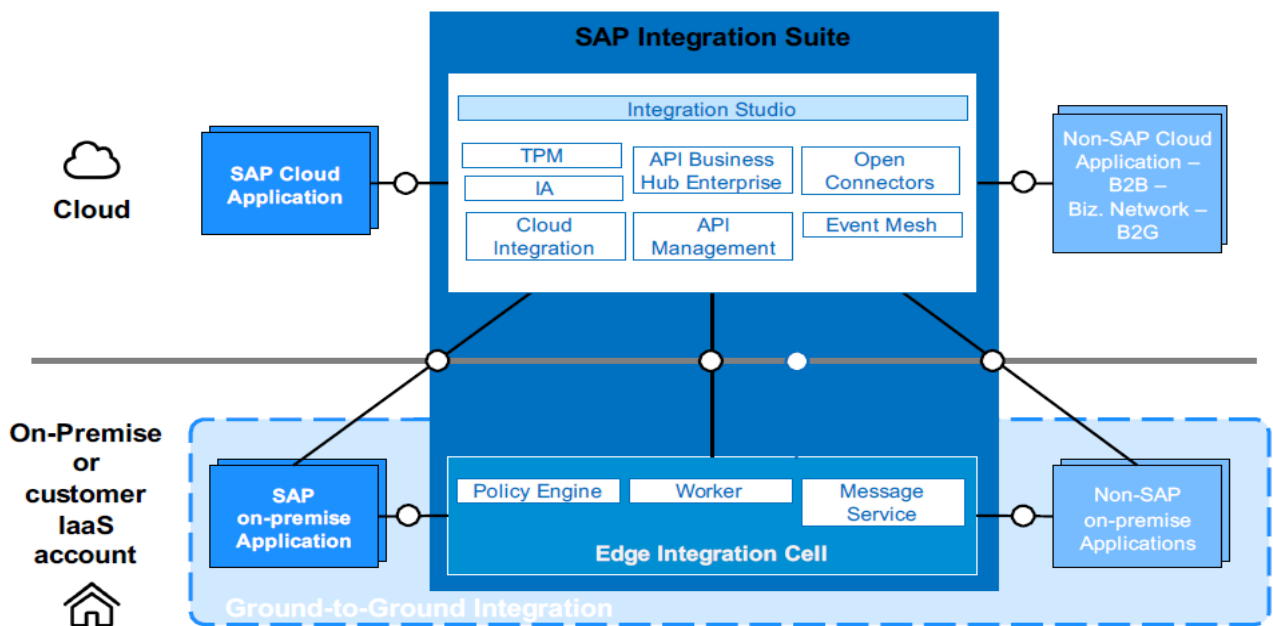 SAP Integration Suite
Integration Studio
TPM
IA
API Business
Hub Enterprise
Open
Connectors
Cloud
Integration
API
Management
Event Mesh
Cloud
SAP Cloud
Application
Non-SAP Cloud
Application –
B2B –
Biz. Network –
B2G
On-Premise
or
customer
IaaS
account
SAP
on-premise
Application
Policy Engine
Worker
Message
Service
Edge Integration Cell
Non-SAP
on-premise
Applications
Ground-to-Ground Integration